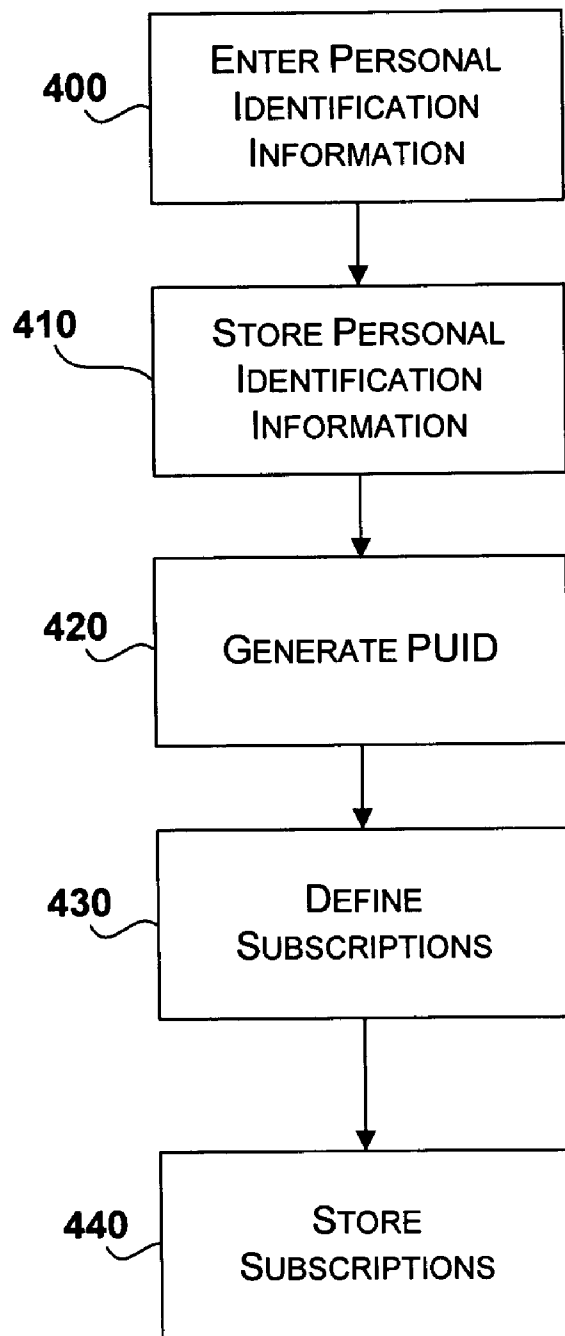 400
ENTER PERSONAL
IDENTIFICATION
INFORMATION
410
STORE PERSONAL
IDENTIFICATION
INFORMATION
420
GENERATE PUID
430
DEFINE
SUBSCRIPTIONS
440
STORE
SUBSCRIPTIONS